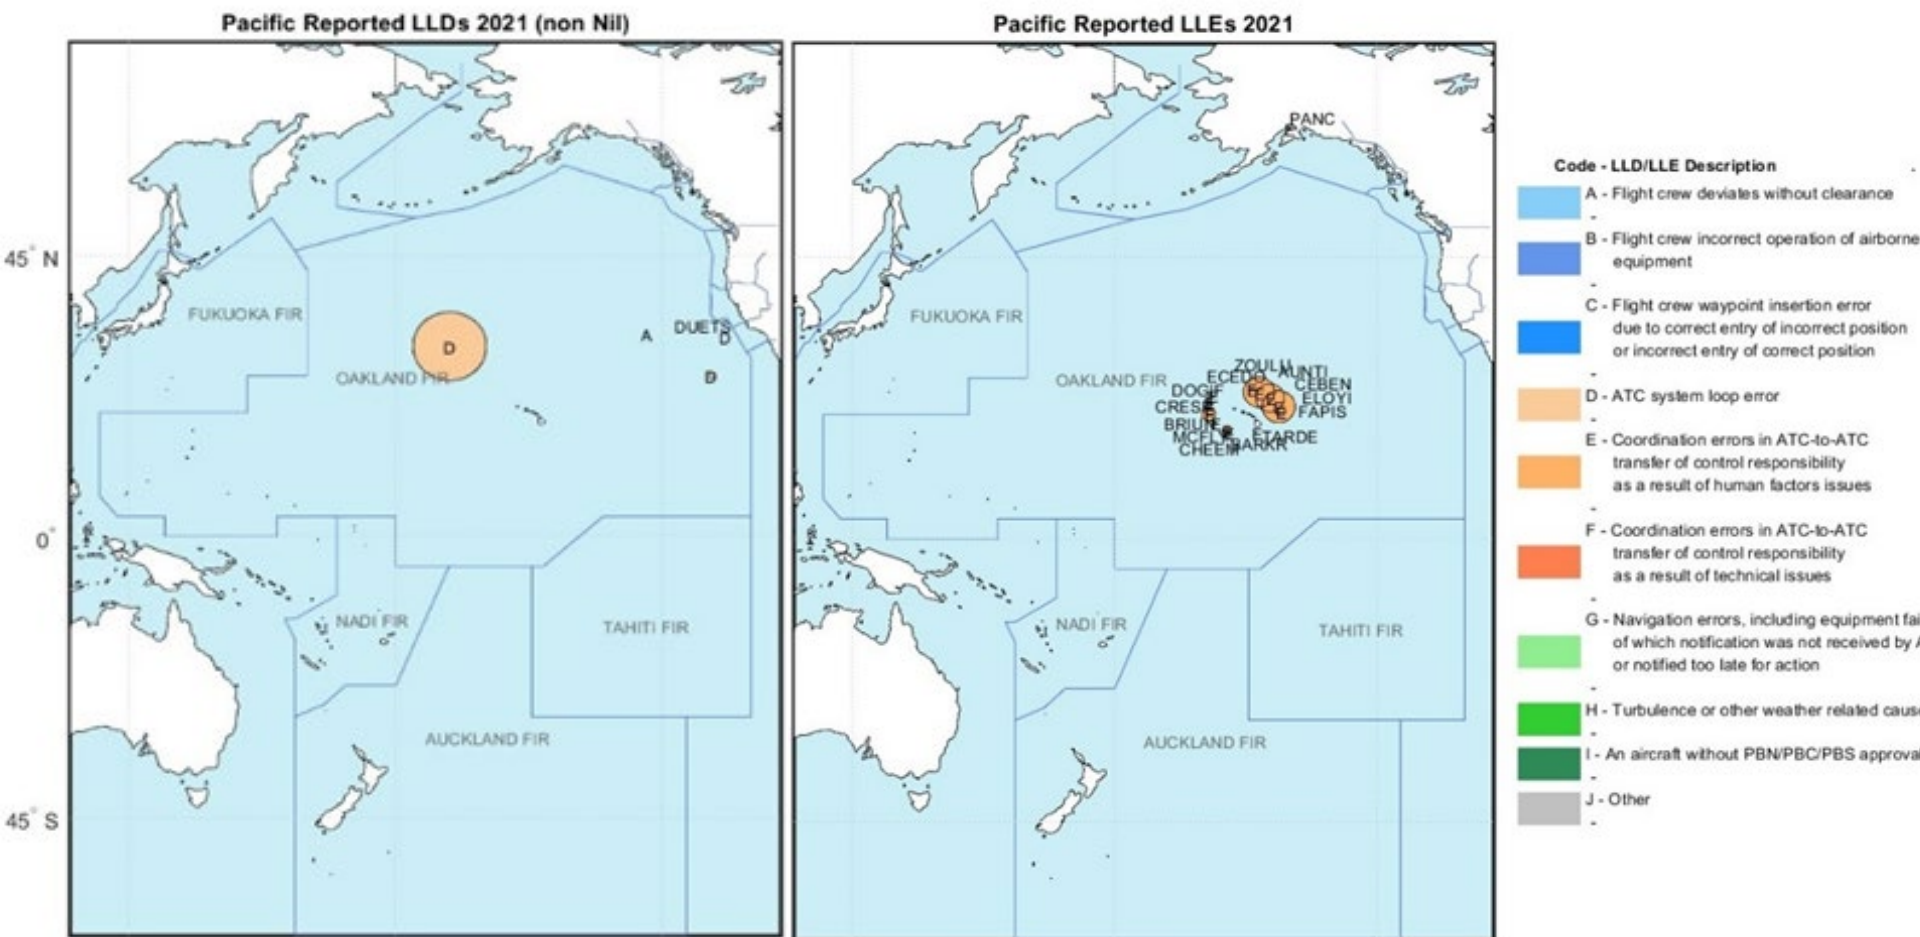 Pacific Reported LLDs 2021 (non Nil)
Pacific Reported LLEs 2021
45° N
0°
45° S
FUKUOKA FIR
OAKLAND FIR
D
A
DUETS
D
D
NADI FIR
TAHITI FIR
AUCKLAND FIR
PANC
FUKUOKA FIR
OAKLAND FIR
ZOULU
AUNTI
ECEDO
CEBEN
DOGIF
ELOYI
FAPIS
BRIUN
ETARDE
CHEEM
NADI FIR
TAHITI FIR
AUCKLAND FIR
Code - LLD/LLE Description
A - Flight crew deviates without clearance
B - Flight crew incorrect operation of airborne
equipment
C - Flight crew waypoint insertion error
due to correct entry of incorrect position
or incorrect entry of correct position
D - ATC system loop error
E - Coordination errors in ATC-to-ATC
transfer of control responsibility
as a result of human factors issues
F - Coordination errors in ATC-to-ATC
transfer of control responsibility
as a result of technical issues
G - Navigation errors, including equipment fai
of which notification was not received by A
or notified too late for action
H - Turbulence or other weather related cause
I - An aircraft without PBN/PBC/PBS approval
J - Other